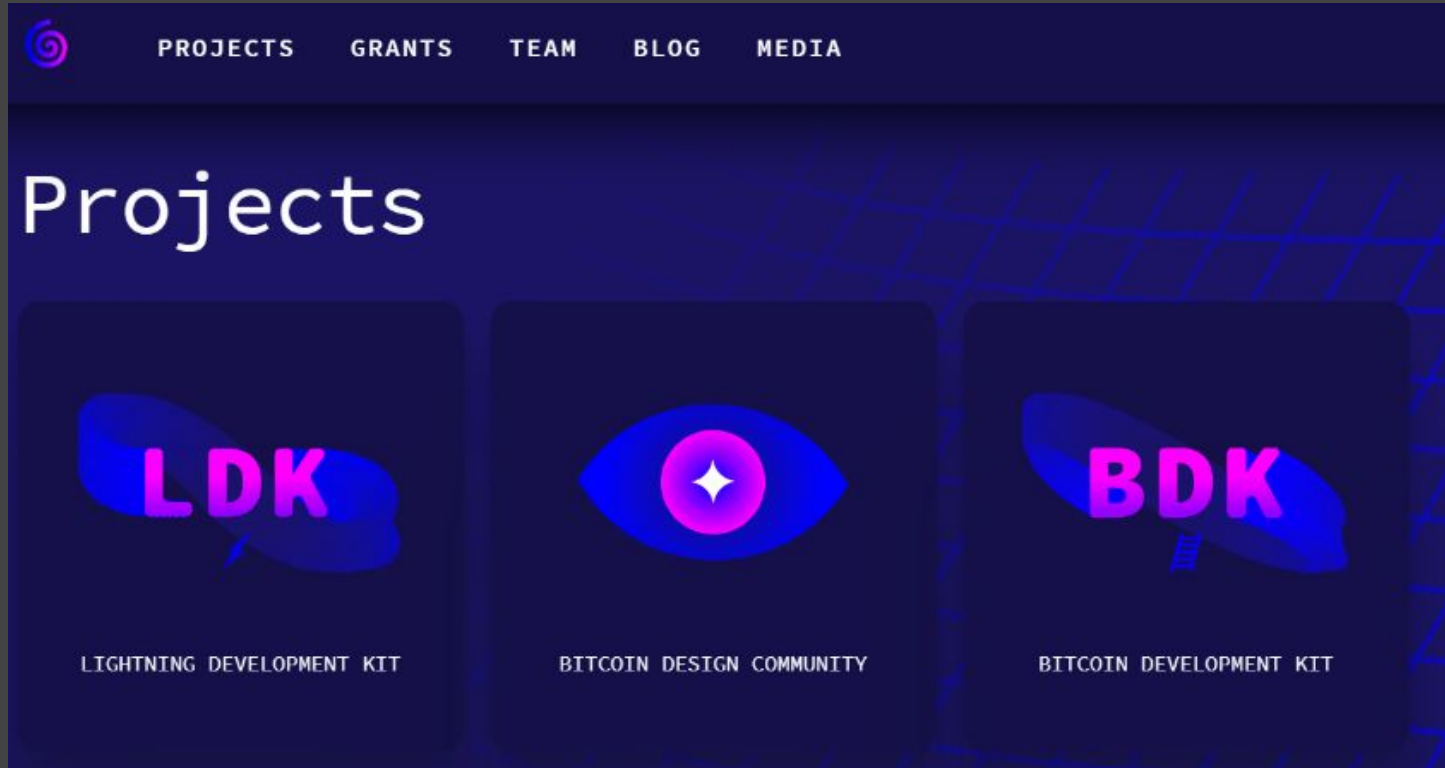 PROJECTS GRANTS TEAM BLOG MEDIA
Projects
LDK
BDK
LIGHTNING DEVELOPMENT KIT
BITCOIN DESIGN COMMUNITY
BITCOIN DEVELOPMENT KIT